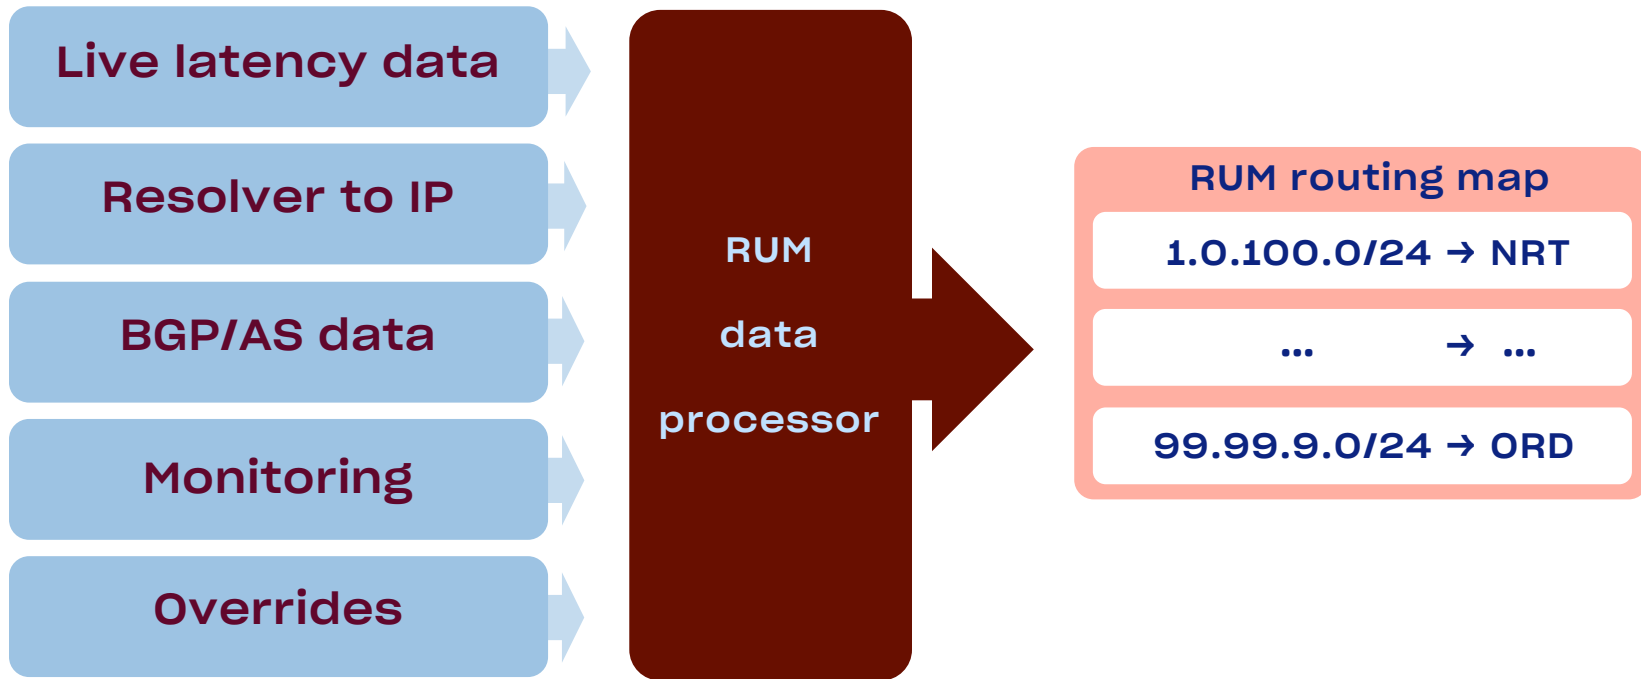 Live latency data
Resolver to IP
BGP/AS data
Monitoring
Overrides
RUM
data
processor
RUM routing map
1.0.100.0/24 → NRT
... → ...
99.99.9.0/24 → ORD